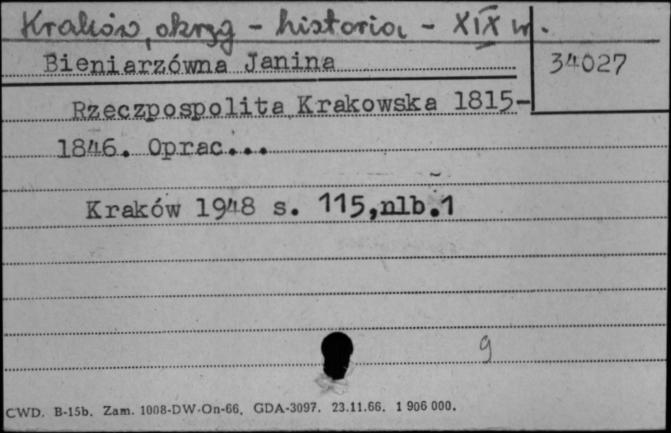 Kraków, okręg - historia - XIX w.
Bieniarzówna Janina
34027
Rzeczpospolita Krakowska 1815-
1846. Oprac...
Kraków 1948 s. 115,nlb.1
9
CWD. B-15b. Zam. 1008-DW-On-66. GDA-3097. 23.11.66. 1 906 000.